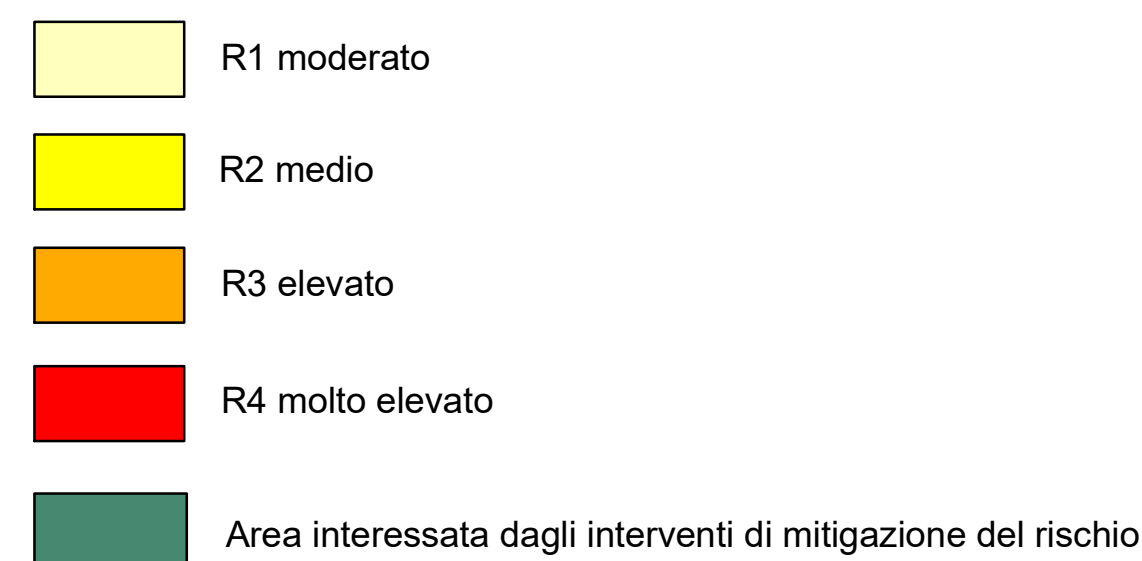 R1 moderato
R2 medio
R3 elevato
R4 molto elevato
Area interessata dagli interventi di mitigazione del rischio